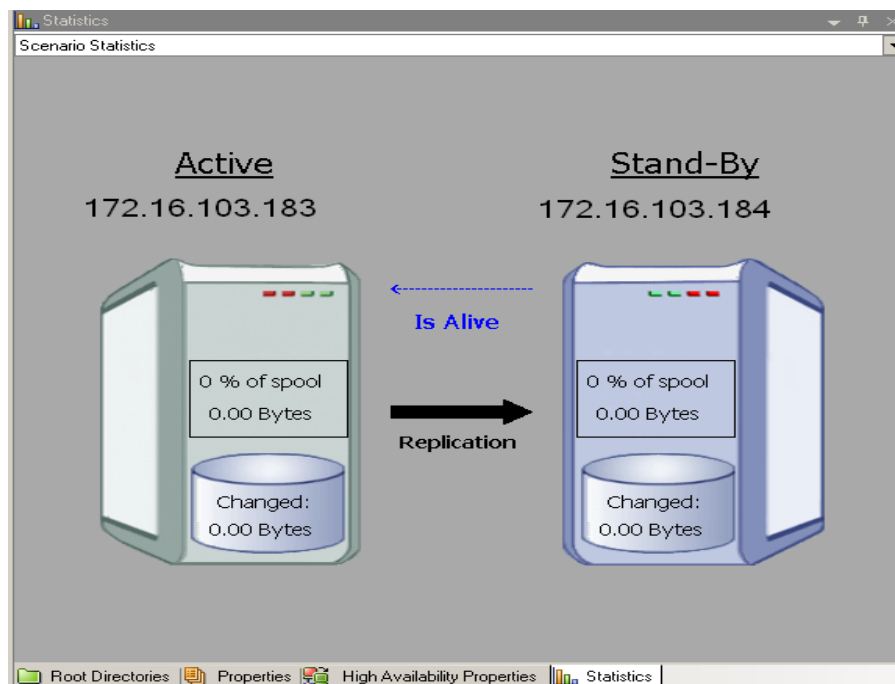 Statistics
Scenario Statistics
Active
Stand-By
172.16.103.183
172.16.103.184
Is Alive
0 % of spool
0.00 Bytes
0 % of spool
0.00 Bytes
Replication
Changed:
0.00 Bytes
Changed:
0.00 Bytes
Root Directories
Properties
High Availability Properties
Statistics